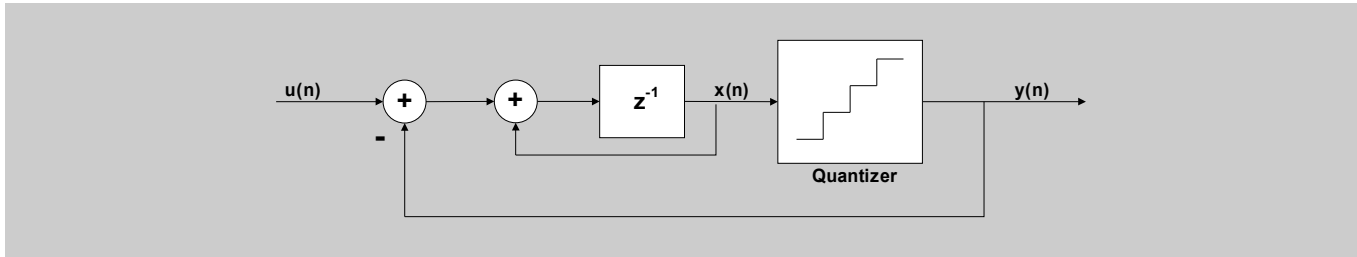 u(n)
+
+
z⁻¹
x(n)
y(n)
-
Quantizer